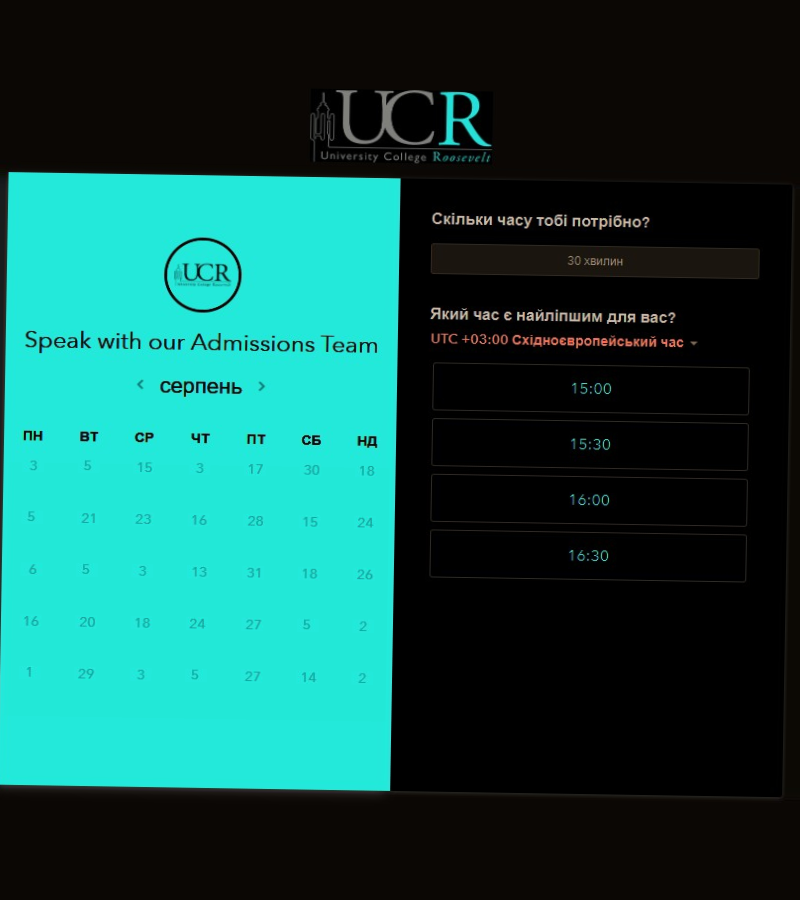 UCR
University College Roosevelt
UCR
Speak with our Admissions Team
серпень
ПН ВТ СР ЧТ ПТ СБ НД
3 5 15 3 17 30 18
5 21 23 16 28 15 24
6 5 3 13 31 18 26
16 20 18 24 27 5 2
1 29 3 5 27 14 2
Скільки часу тобі потрібно?
30 хвилин
Який час є найліпшим для вас?
UTC +03:00 Східноєвропейський час
15:00
15:30
16:00
16:30